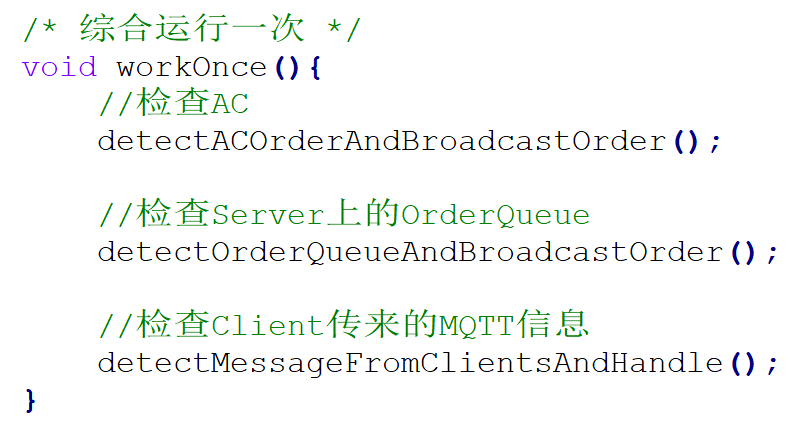 /* 综合运行一次 */
void workOnce(){
    //检查AC
    detectACOrderAndBroadcastOrder();

    //检查Server上的OrderQueue
    detectOrderQueueAndBroadcastOrder();

    //检查Client传来的MQTT信息
    detectMessageFromClientsAndHandle();
}